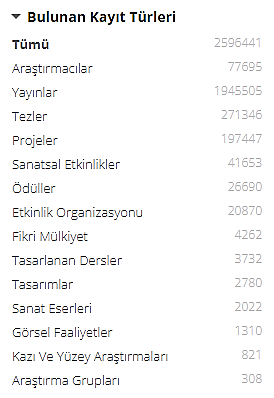 Bulunan Kayıt Türleri
Tümü 2596441
Araştırmacılar 77695
Yayınlar 1945505
Tezler 271346
Projeler 197447
Sanatsal Etkinlikler 41653
Ödüller 26690
Etkinlik Organizasyonu 20870
Fikri Mülkiyet 4262
Tasarlanan Dersler 3732
Tasarımlar 2780
Sanat Eserleri 2022
Görsel Faaliyetler 1310
Kazı Ve Yüzey Araştırmaları 821
Araştırma Grupları 308